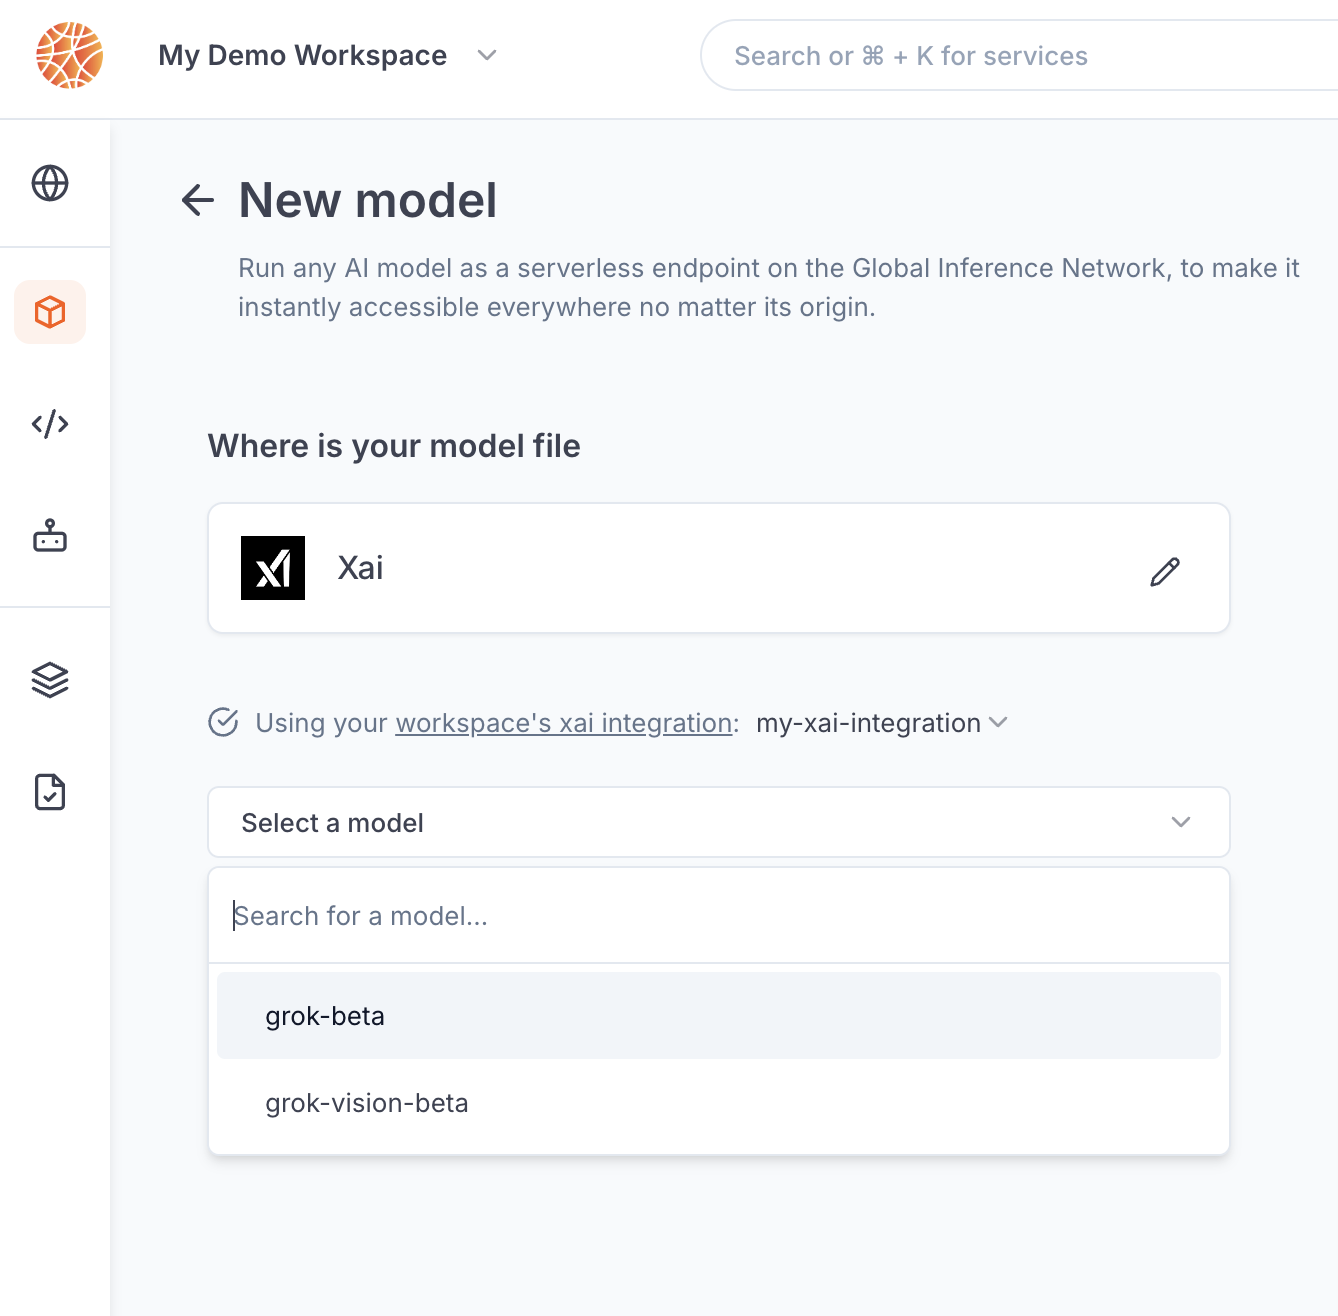 My Demo Workspace
Search or ⌘ + K for services
New model
Run any AI model as a serverless endpoint on the Global Inference Network, to make it
instantly accessible everywhere no matter its origin.
Where is your model file
Xai
Using your workspace's xai integration: my-xai-integration
Select a model
Search for a model...
grok-beta
grok-vision-beta